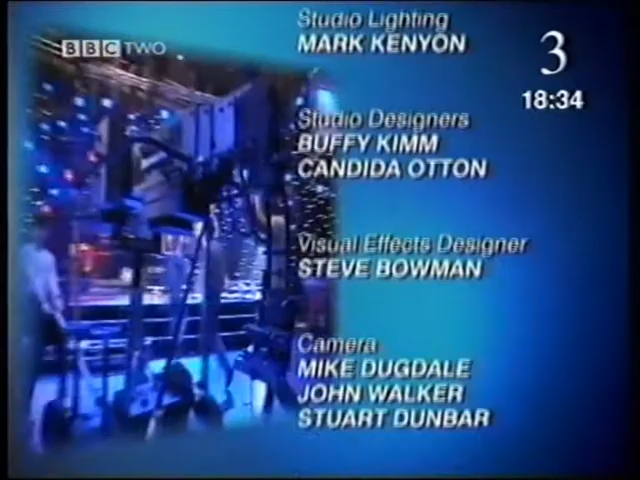 BBC TWO
3
18:34
Studio Lighting
MARK KENYON
Studio Designers
BUFFY KIMM
CANDIDA OTTON
Visual Effects Designer
STEVE BOWMAN
Camera
MIKE DUGDALE
JOHN WALKER
STUART DUNBAR